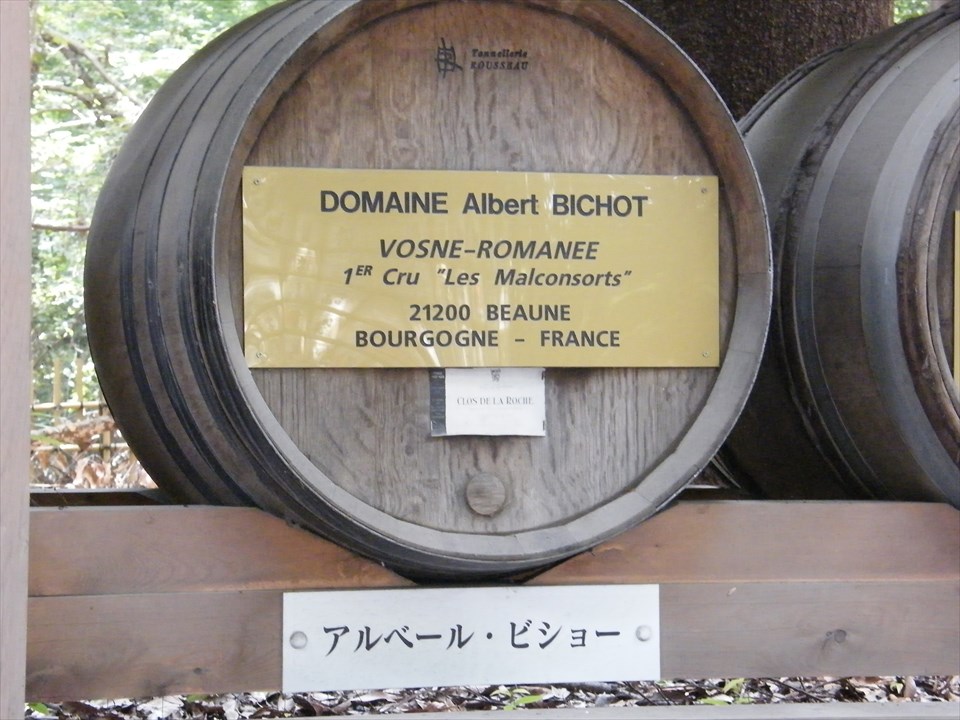 Tonnellerie
ROUSSEAU
DOMAINE Albert BICHOT
VOSNE-ROMANEE
1ER Cru "Les Malconsorts"
21200 BEAUNE
BOURGOGNE - FRANCE
CLOS DE LA ROCHE
アルベール・ビショー